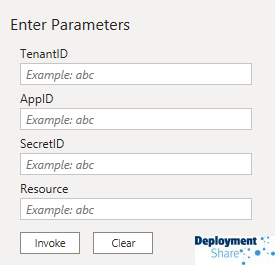 Enter Parameters
TenantID
Example: abc
AppID
Example: abc
SecretID
Example: abc
Resource
Example: abc
Invoke
Clear
Deployment
Share